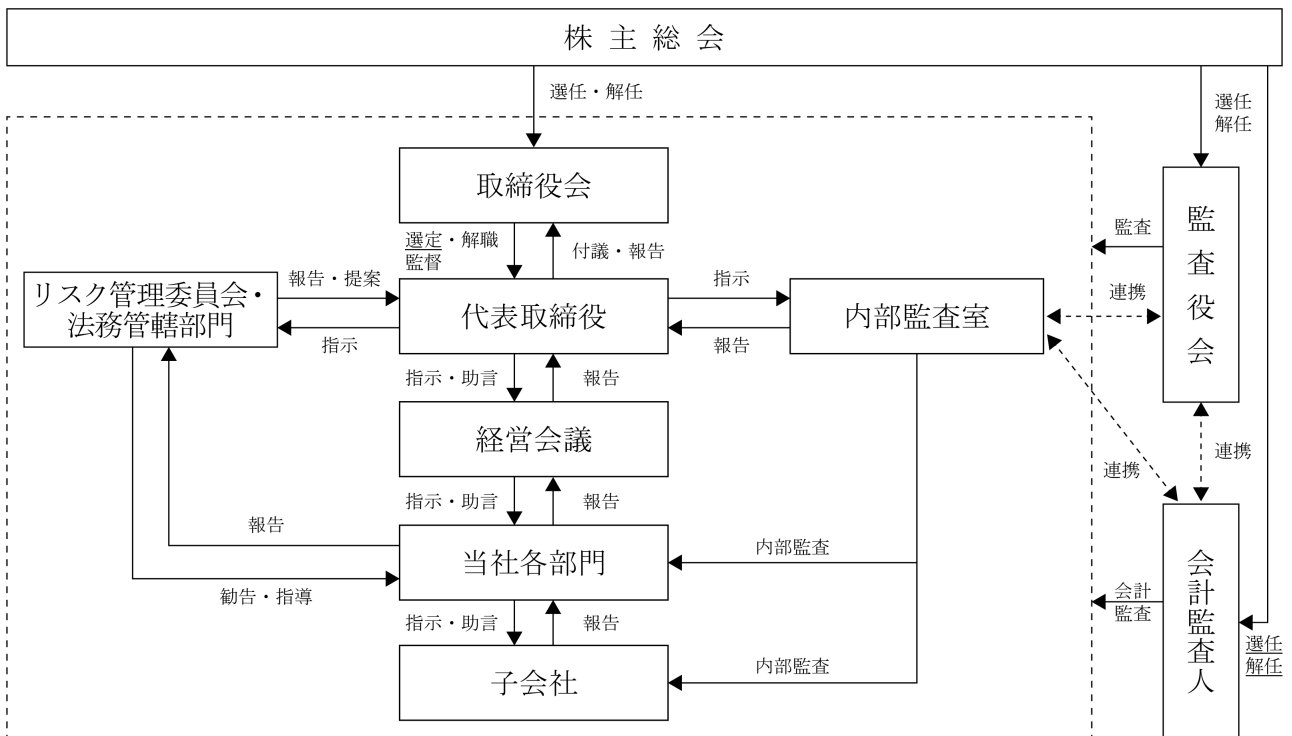 株主総会
選任・解任
選任
解任
取締役会
監査役会
監査
選定・解職
監督
付議・報告
リスク管理委員会・
法務管轄部門
報告・提案
指示
代表取締役
指示
報告
内部監査室
連携
指示・助言
報告
経営会議
連携
連携
指示・助言
報告
報告
当社各部門
内部監査
勧告・指導
会計
監査
会計監査人
指示・助言
報告
選任
解任
子会社
内部監査